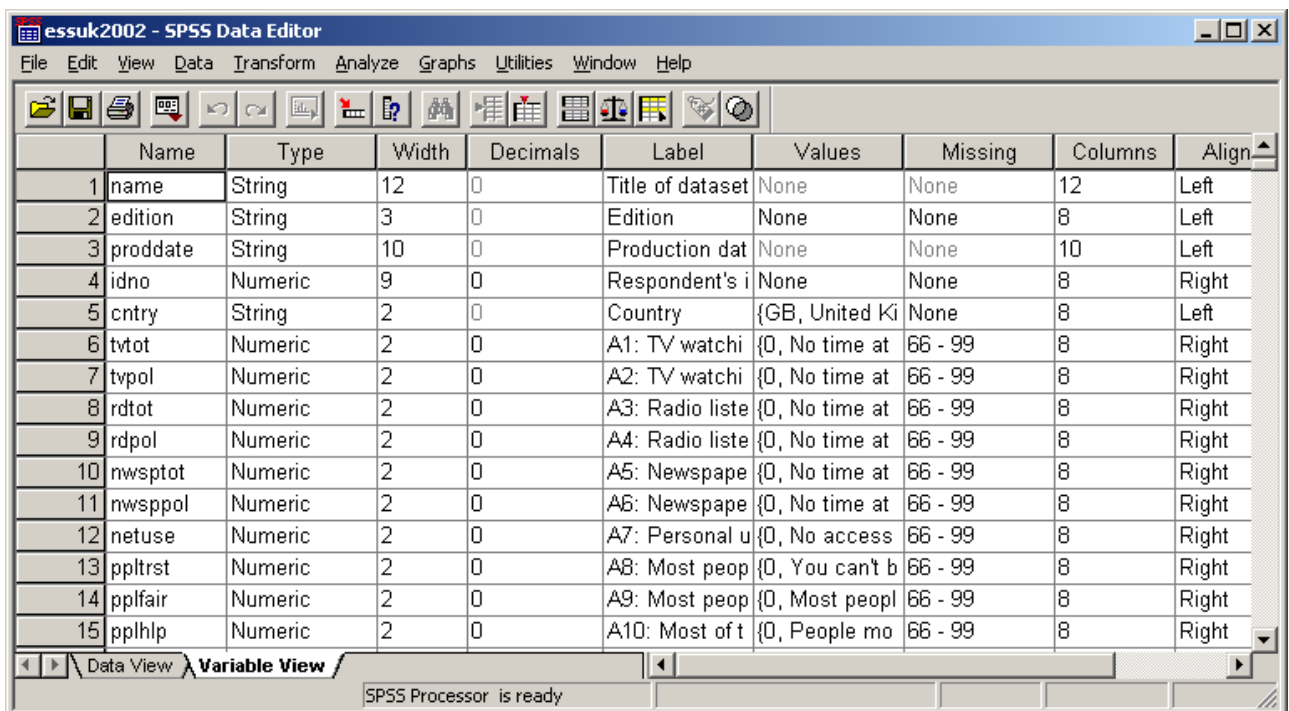 essuk2002 - SPSS Data Editor
File Edit View Data Transform Analyze Graphs Utilities Window Help
Name Type Width Decimals Label Values Missing Columns Align
1 name String 12 0 Title of dataset None None 12 Left
2 edition String 3 0 Edition None None 8 Left
3 proddate String 10 0 Production dat None None 10 Left
4 idno Numeric 9 0 Respondent's i None None 8 Right
5 cntry String 2 0 Country {GB, United Ki None 8 Left
6 tvtot Numeric 2 0 A1: TV watchi {0, No time at 66 - 99 8 Right
7 tvpol Numeric 2 0 A2: TV watchi {0, No time at 66 - 99 8 Right
8 rdtot Numeric 2 0 A3: Radio liste {0, No time at 66 - 99 8 Right
9 rdpol Numeric 2 0 A4: Radio liste {0, No time at 66 - 99 8 Right
10 nwsptot Numeric 2 0 A5: Newspape {0, No time at 66 - 99 8 Right
11 nwsppol Numeric 2 0 A6: Newspape {0, No time at 66 - 99 8 Right
12 netuse Numeric 2 0 A7: Personal u {0, No access 66 - 99 8 Right
13 ppltrst Numeric 2 0 A8: Most peop {0, You can't b 66 - 99 8 Right
14 pplfair Numeric 2 0 A9: Most peop {0, Most peopl 66 - 99 8 Right
15 pplhlp Numeric 2 0 A10: Most of t {0, People mo 66 - 99 8 Right
Data View Variable View
SPSS Processor is ready